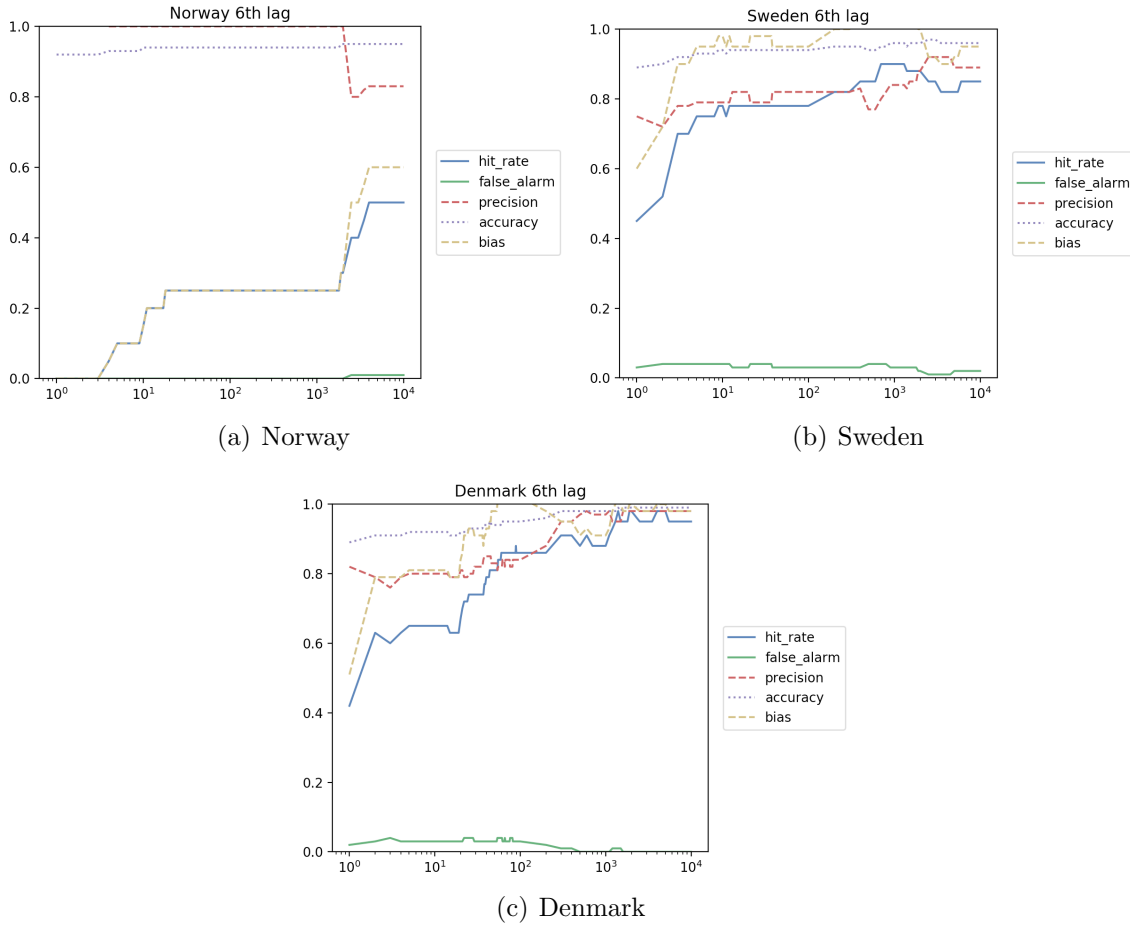 Norway 6th lag
1.0
0.8
0.6
0.4
0.2
0.0
10⁰
10¹
10²
10³
10⁴
hit_rate
false_alarm
precision
accuracy
bias
(a) Norway
Sweden 6th lag
1.0
0.8
0.6
0.4
0.2
0.0
10⁰
10¹
10²
10³
10⁴
hit_rate
false_alarm
precision
accuracy
bias
(b) Sweden
Denmark 6th lag
1.0
0.8
0.6
0.4
0.2
0.0
10⁰
10¹
10²
10³
10⁴
hit_rate
false_alarm
precision
accuracy
bias
(c) Denmark